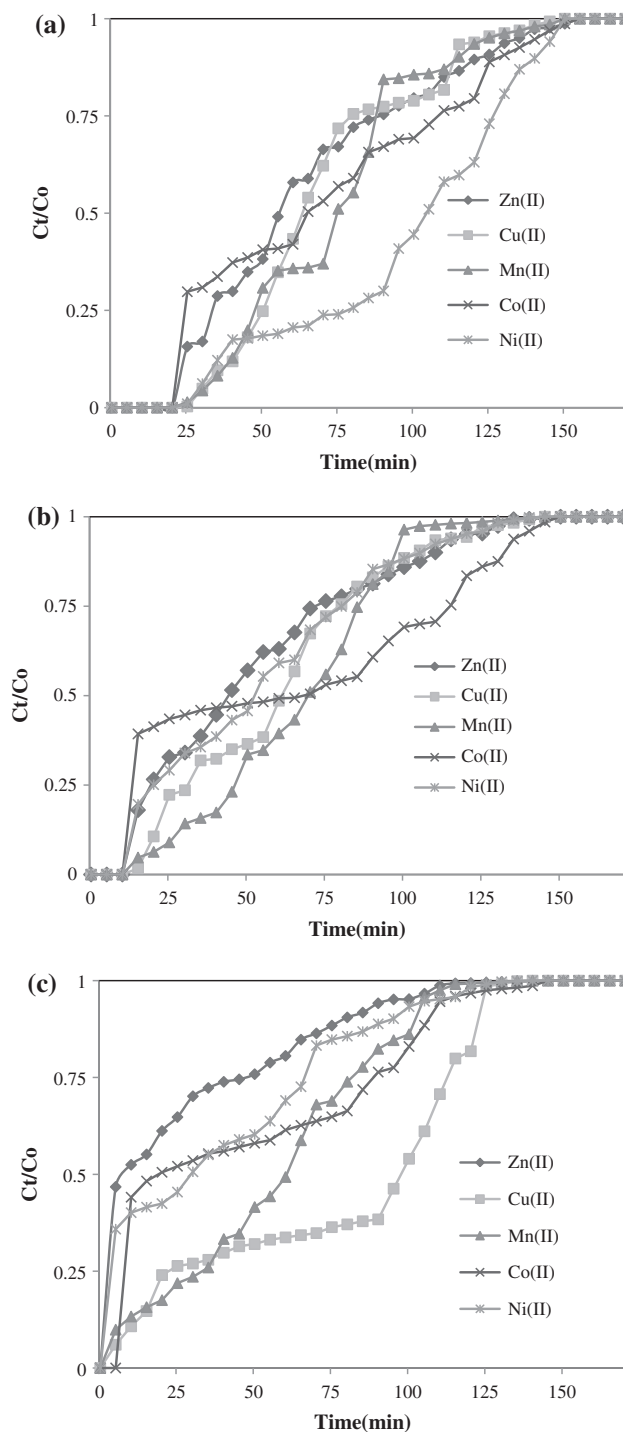 (a)
1
0.75
0.5
0.25
0
Ct/Co
Zn(II)
Cu(II)
Mn(II)
Co(II)
Ni(II)
0 25 50 75 100 125 150
Time(min)
(b)
1
0.75
0.5
0.25
0
Ct/Co
Zn(II)
Cu(II)
Mn(II)
Co(II)
Ni(II)
0 25 50 75 100 125 150
Time(min)
(c)
1
0.75
0.5
0.25
0
Ct/Co
Zn(II)
Cu(II)
Mn(II)
Co(II)
Ni(II)
0 25 50 75 100 125 150
Time(min)